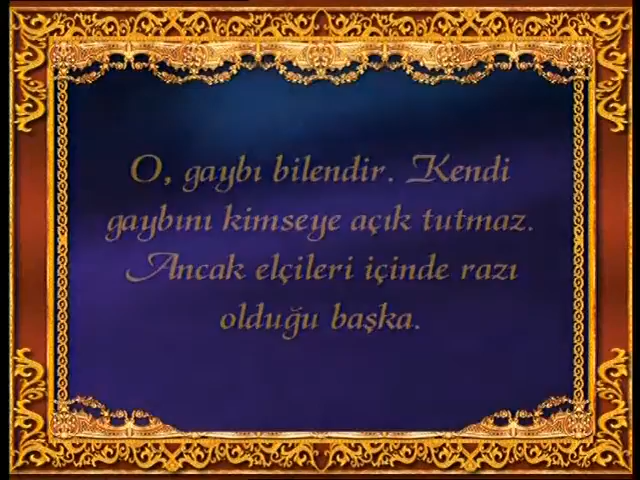 O, gaybı bilendir. Kendi
gaybını kimseye açık tutmaz.
Ancak elçileri içinde razı
olduğu başka.